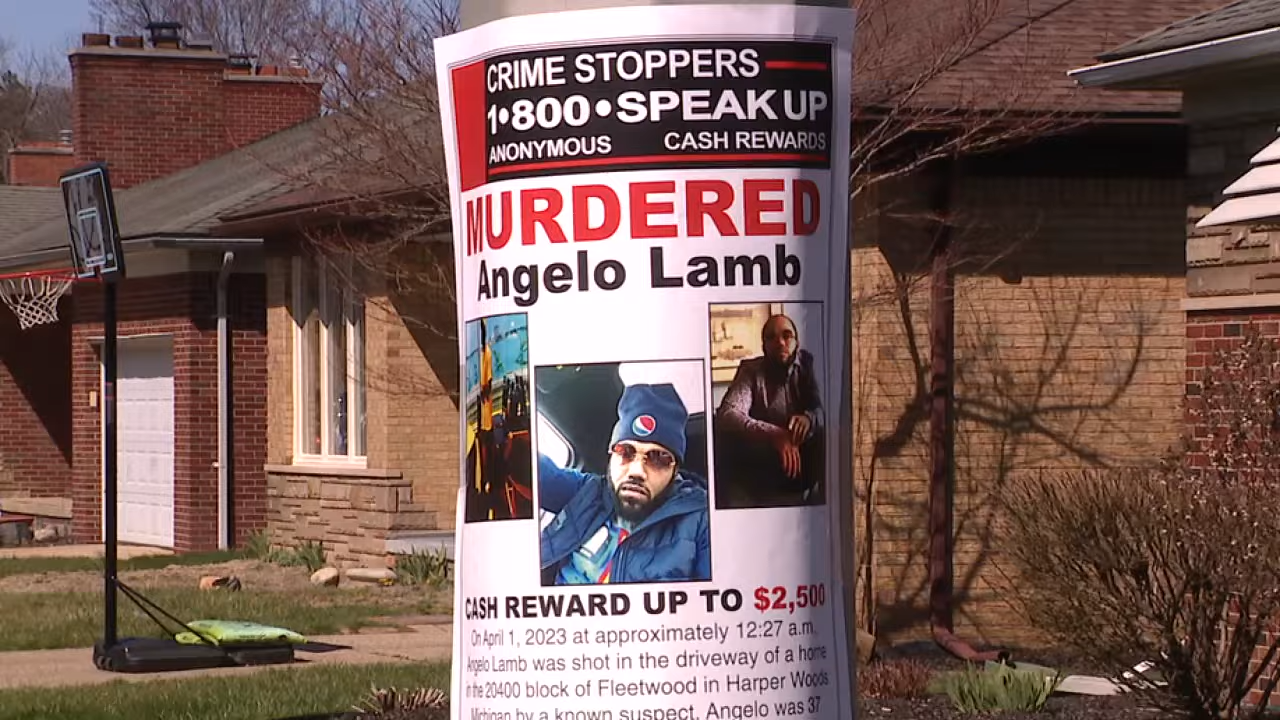 CRIME STOPPERS
1•800•SPEAK UP
ANONYMOUS CASH REWARDS
MURDERED
Angelo Lamb
CASH REWARD UP TO $2,500
On April 1, 2023 at approximately 12:27 a.m.
Angelo Lamb was shot in the driveway of a home
in the 20400 block of Fleetwood in Harper Woods
Michigan by a known suspect. Angelo was 37